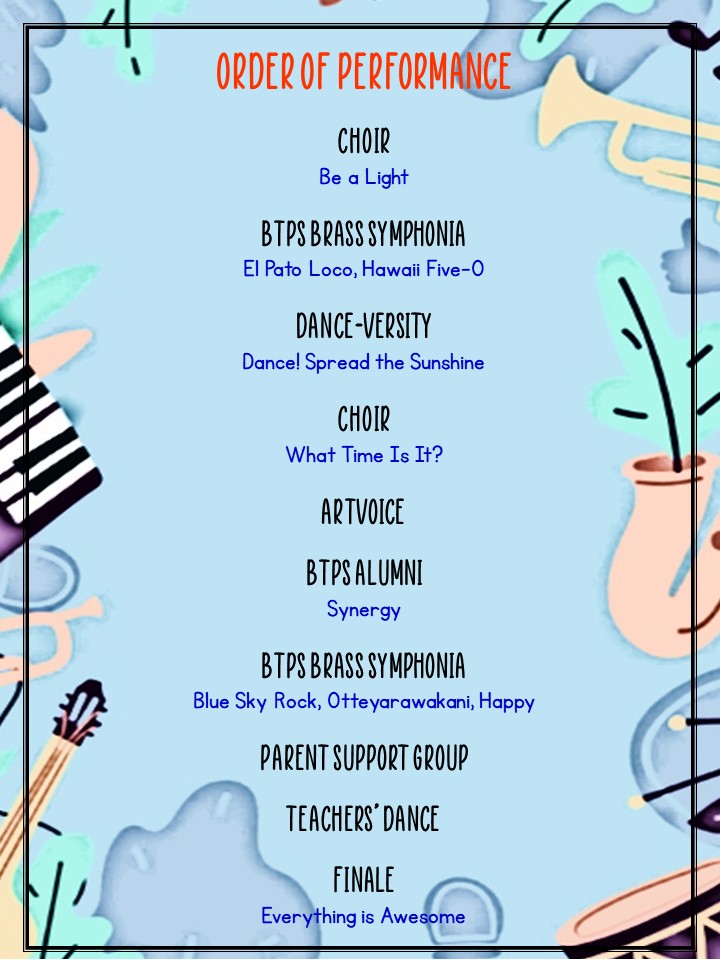 ORDER OF PERFORMANCE
CHOIR
Be a Light
BTPS BRASS SYMPHONIA
El Pato Loco, Hawaii Five-O
DANCE-VERSITY
Dance! Spread the Sunshine
CHOIR
What Time Is It?
ARTVOICE
BTPS ALUMNI
Synergy
BTPS BRASS SYMPHONIA
Blue Sky Rock, Otteyarawakani, Happy
PARENT SUPPORT GROUP
TEACHERS' DANCE
FINALE
Everything is Awesome